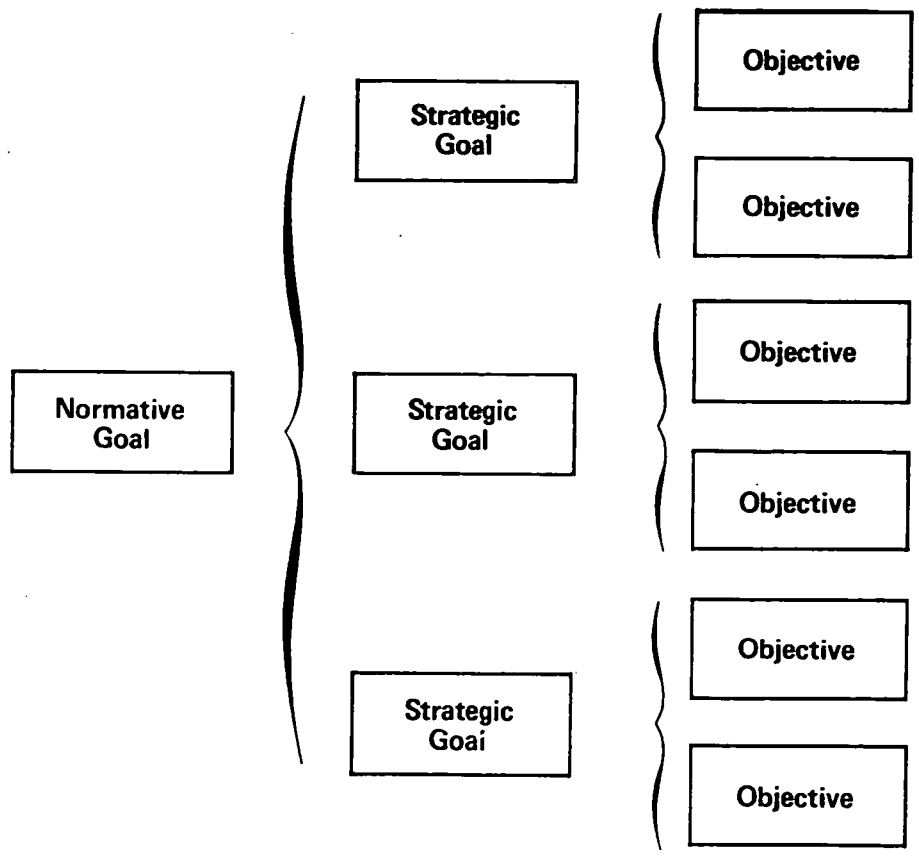 Objective
Strategic
Goal
Objective
Objective
Normative
Goal
Strategic
Goal
Objective
Objective
Strategic
Goai
Objective